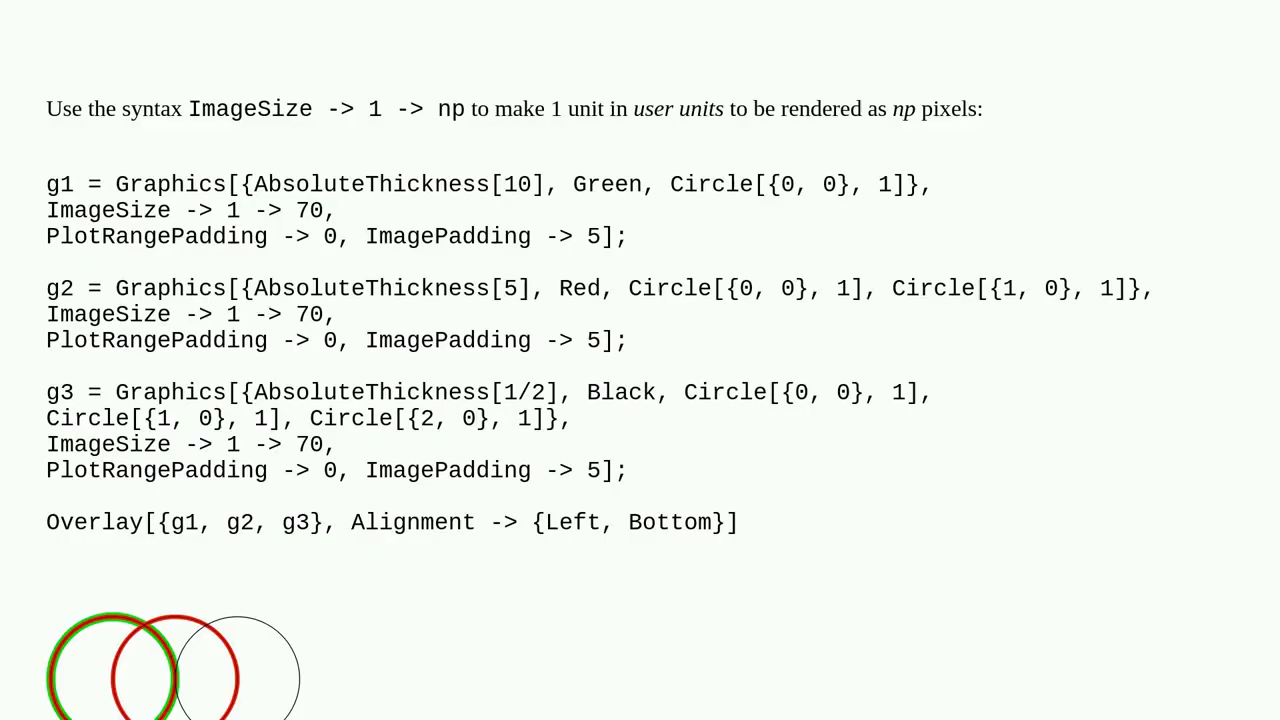 Use the syntax ImageSize -> 1 -> np to make 1 unit in user units to be rendered as np pixels:
g1 = Graphics[{AbsoluteThickness[10], Green, Circle[{0, 0}, 1]},
ImageSize -> 1 -> 70,
PlotRangePadding -> 0, ImagePadding -> 5];
g2 = Graphics[{AbsoluteThickness[5], Red, Circle[{0, 0}, 1], Circle[{1, 0}, 1]},
ImageSize -> 1 -> 70,
PlotRangePadding -> 0, ImagePadding -> 5];
g3 = Graphics[{AbsoluteThickness[1/2], Black, Circle[{0, 0}, 1],
Circle[{1, 0}, 1], Circle[{2, 0}, 1]},
ImageSize -> 1 -> 70,
PlotRangePadding -> 0, ImagePadding -> 5];
Overlay[{g1, g2, g3}, Alignment -> {Left, Bottom}]